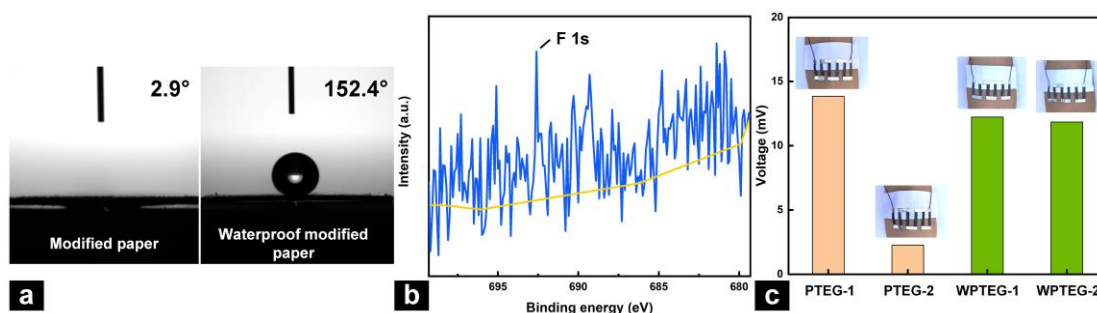 2.9°
152.4°
Modified paper
Waterproof modified
paper
a
F 1s
Intensity (a.u.)
695
690
685
680
Binding energy (eV)
b
20
15
10
5
0
Voltage (mV)
PTEG-1
PTEG-2
WPTEG-1
WPTEG-2
c